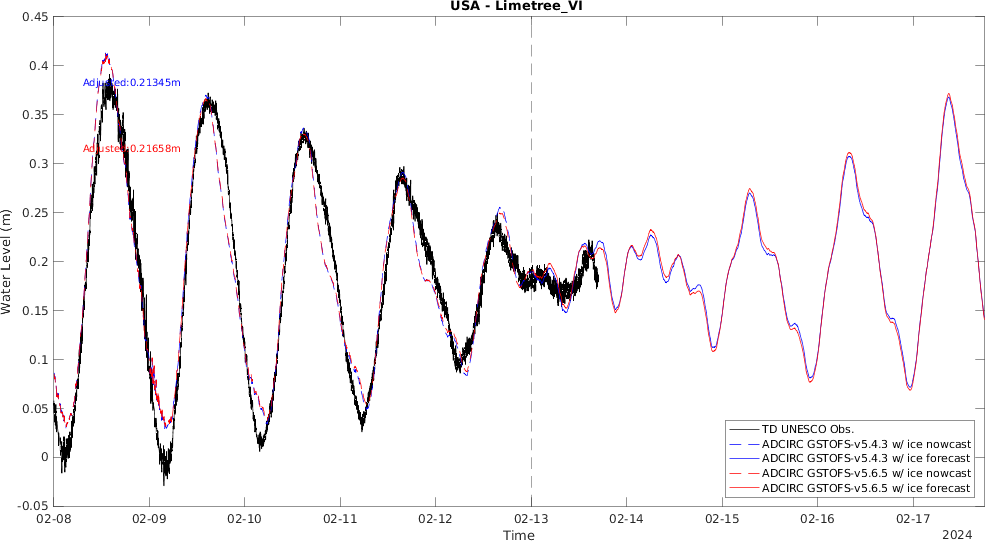 USA - Limetree_VI
0.45
0.4
0.35
0.3
0.25
0.2
0.15
0.1
0.05
0
-0.05
Water Level (m)
Adjusted:0.21345m
Adjusted:0.21658m
TD UNESCO Obs.
ADCIRC GSTOFS-v5.4.3 w/ ice nowcast
ADCIRC GSTOFS-v5.4.3 w/ ice forecast
ADCIRC GSTOFS-v5.6.5 w/ ice nowcast
ADCIRC GSTOFS-v5.6.5 w/ ice forecast
02-08 02-09 02-10 02-11 02-12 02-13 02-14 02-15 02-16 02-17
Time
2024